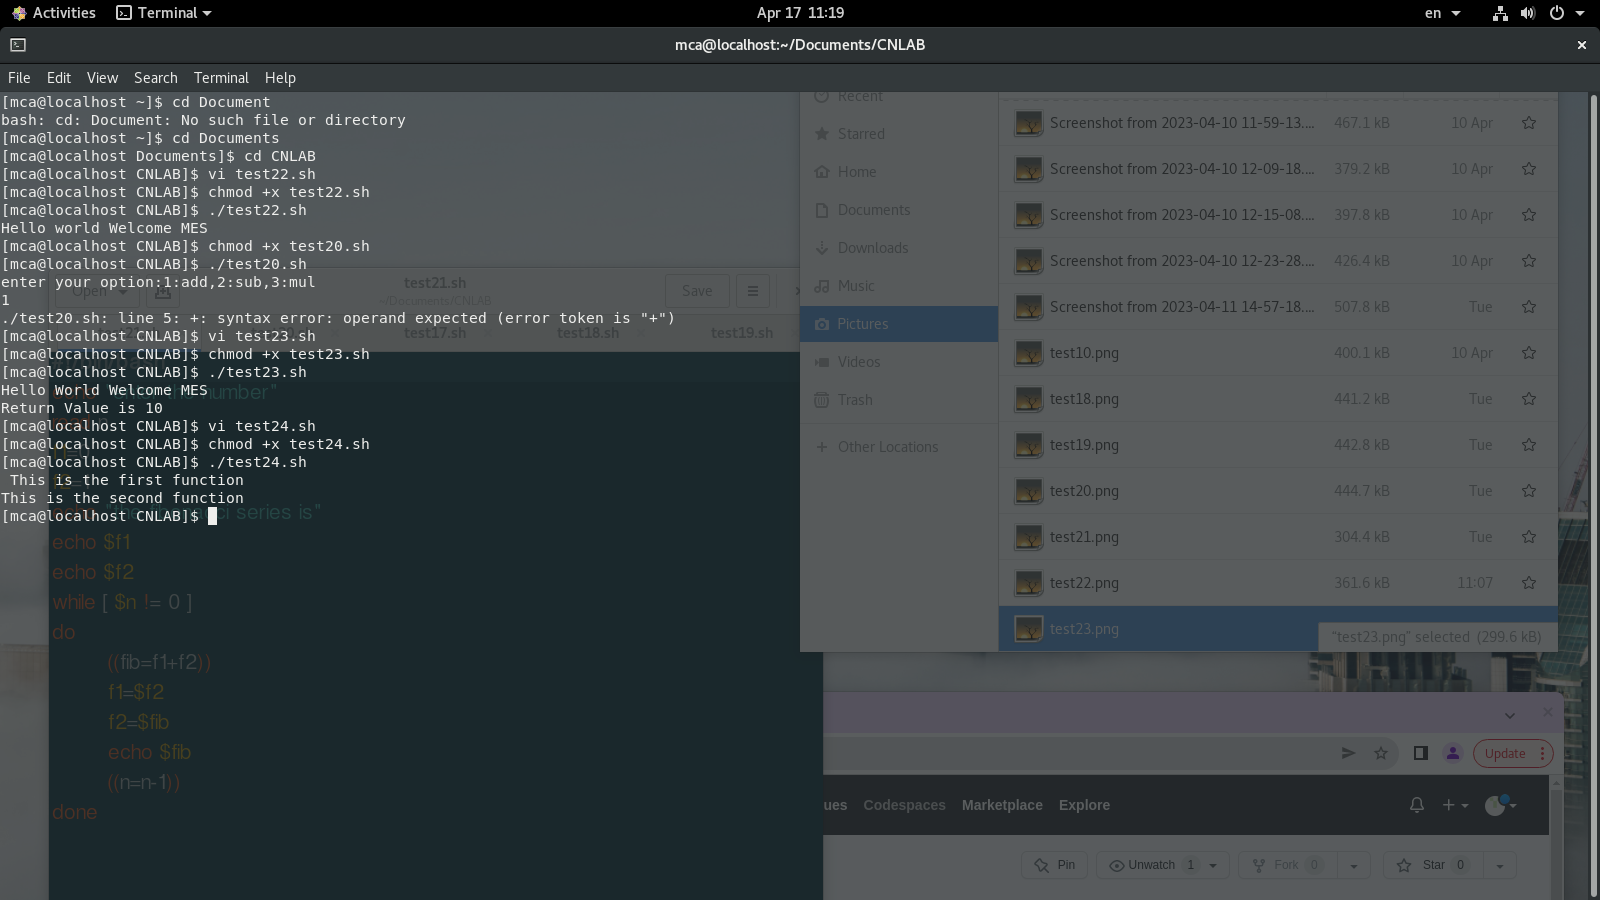 Activities Terminal Apr 17 11:19 en
mca@localhost:~/Documents/CNLAB
File Edit View Search Terminal Help
[mca@localhost ~]$ cd Document
bash: cd: Document: No such file or directory
[mca@localhost ~]$ cd Documents
[mca@localhost Documents]$ cd CNLAB
[mca@localhost CNLAB]$ vi test22.sh
[mca@localhost CNLAB]$ chmod +x test22.sh
[mca@localhost CNLAB]$ ./test22.sh
Hello world Welcome MES
[mca@localhost CNLAB]$ chmod +x test20.sh
[mca@localhost CNLAB]$ ./test20.sh
enter your option:1:add,2:sub,3:mul
1
./test20.sh: line 5: +: syntax error: operand expected (error token is "+")
[mca@localhost CNLAB]$ vi test23.sh
[mca@localhost CNLAB]$ chmod +x test23.sh
[mca@localhost CNLAB]$ ./test23.sh
Hello World Welcome MES
Return Value is 10
[mca@localhost CNLAB]$ vi test24.sh
[mca@localhost CNLAB]$ chmod +x test24.sh
[mca@localhost CNLAB]$ ./test24.sh
This is the first function
This is the second function
[mca@localhost CNLAB]$
Open
test21.sh
~/Documents/CNLAB
Save
test17.sh test18.sh test19.sh
number"
series is"
echo $f1
echo $f2
while [ $n != 0 ]
do
((fib=f1+f2))
f1=$f2
f2=$fib
echo $fib
((n=n-1))
done
Recent
Starred
Home
Documents
Downloads
Music
Pictures
Videos
Trash
+ Other Locations
Screenshot from 2023-04-10 11-59-13.... 467.1 kB 10 Apr
Screenshot from 2023-04-10 12-09-18.... 379.2 kB 10 Apr
Screenshot from 2023-04-10 12-15-08.... 397.8 kB 10 Apr
Screenshot from 2023-04-10 12-23-28.... 426.4 kB 10 Apr
Screenshot from 2023-04-11 14-57-18.... 507.8 kB Tue
test10.png 400.1 kB 10 Apr
test18.png 441.2 kB Tue
test19.png 442.8 kB Tue
test20.png 444.7 kB Tue
test21.png 304.4 kB Tue
test22.png 361.6 kB 11:07
test23.png
"test23.png" selected (299.6 kB)
Update
ues Codespaces Marketplace Explore
Pin Unwatch 1 Fork 0 Star 0